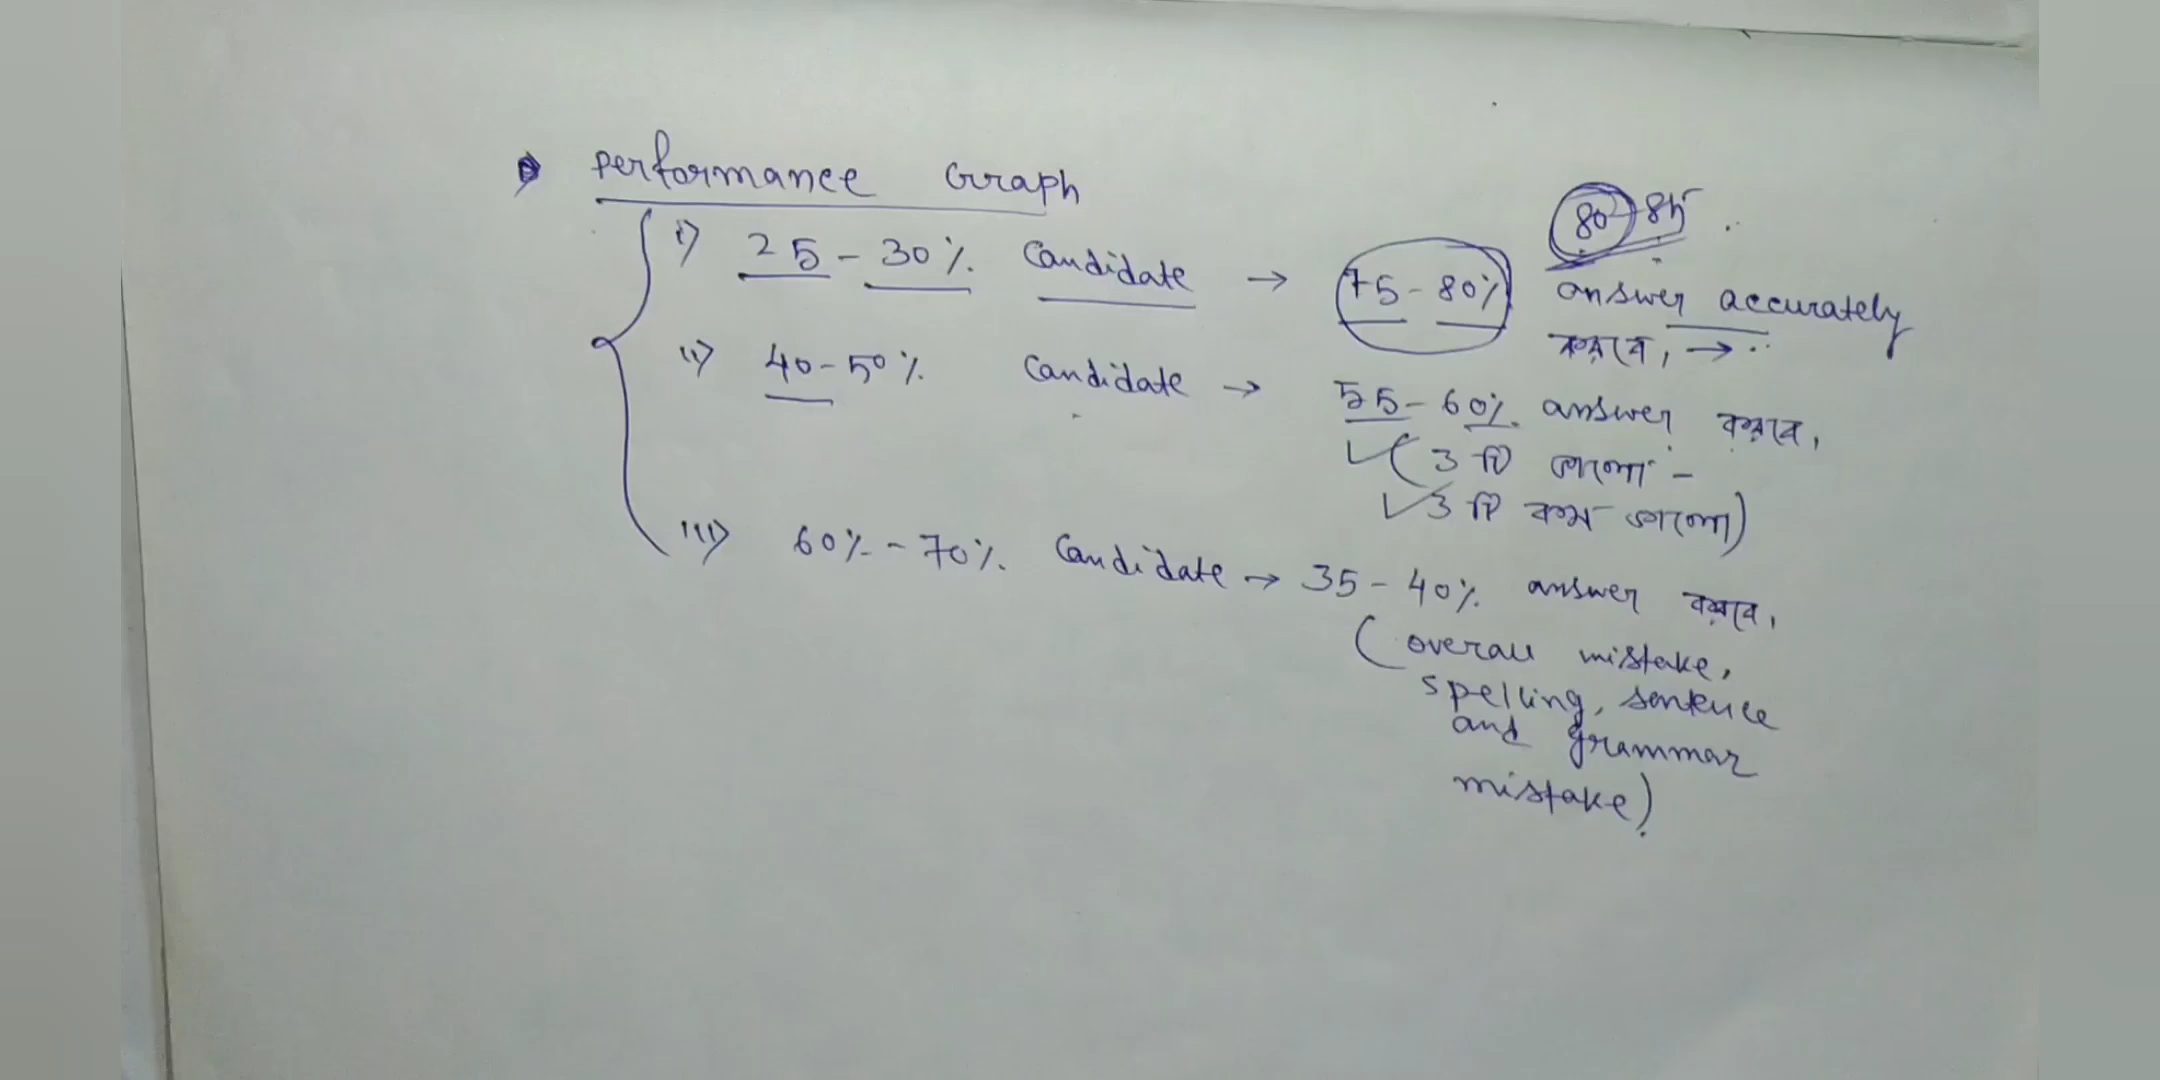 Performance Graph
80-85
i) 25-30% Candidate → 75-80% answer accurately
করবে, →
ii) 40-50% Candidate → 55-60% answer করবে,
(3 টি ভালো -
3 টি কম ভালো)
iii) 60%-70% Candidate → 35-40% answer করবে,
(overall mistake,
spelling, sentence
and grammar
mistake)